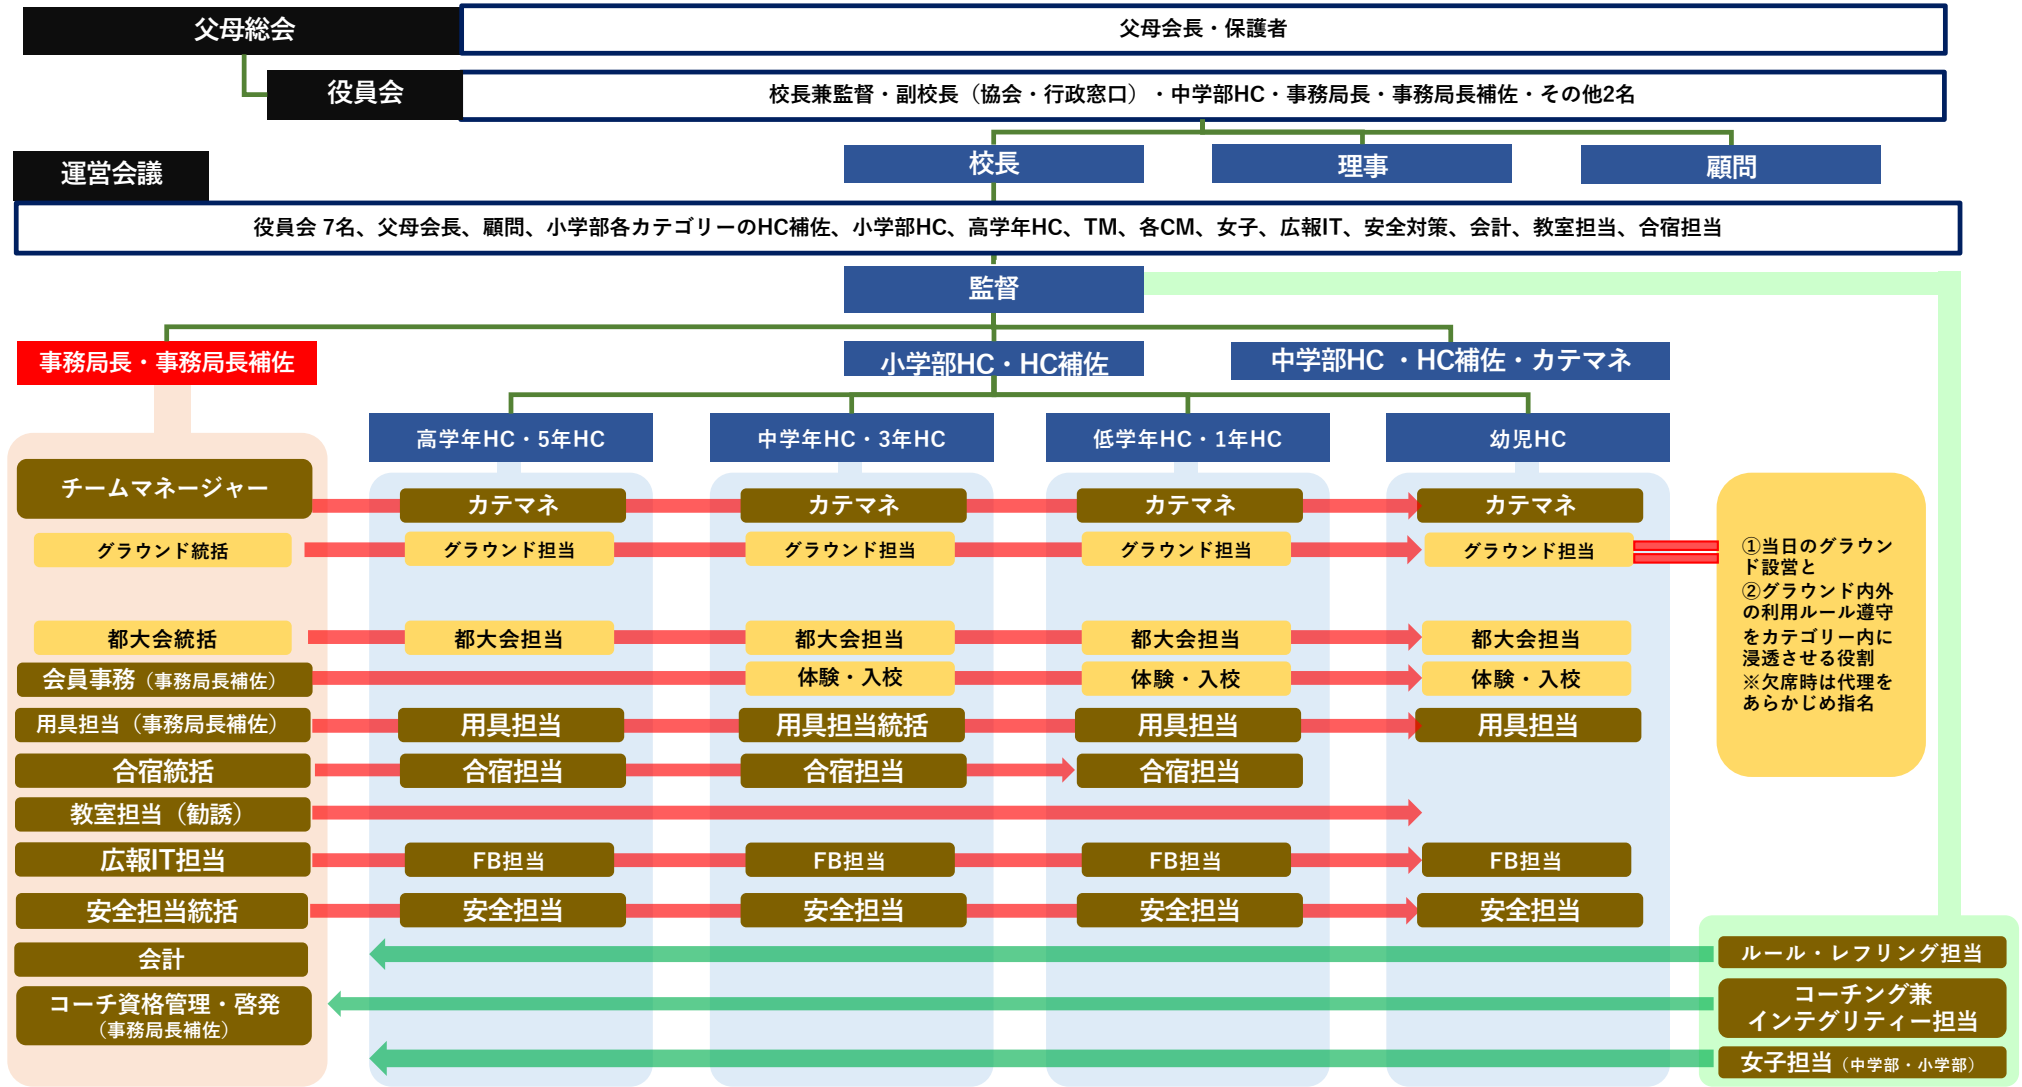 父母総会
父母会長・保護者
役員会
校長兼監督・副校長（協会・行政窓口）・中学部HC・事務局長・事務局長補佐・その他2名
運営会議
校長
理事
顧問
役員会 7名、父母会長、顧問、小学部各カテゴリーのHC補佐、小学部HC、高学年HC、TM、各CM、女子、広報IT、安全対策、会計、教室担当、合宿担当
監督
事務局長・事務局長補佐
小学部HC・HC補佐
中学部HC ・HC補佐・カテマネ
高学年HC・5年HC
中学年HC・3年HC
低学年HC・1年HC
幼児HC
チームマネージャー
カテマネ
カテマネ
カテマネ
カテマネ
グラウンド統括
グラウンド担当
グラウンド担当
グラウンド担当
グラウンド担当
①当日のグラウン
ド設営と
②グラウンド内外
の利用ルール遵守
をカテゴリー内に
浸透させる役割
※欠席時は代理を
あらかじめ指名
都大会統括
都大会担当
都大会担当
都大会担当
都大会担当
会員事務（事務局長補佐）
体験・入校
体験・入校
体験・入校
用具担当（事務局長補佐）
用具担当
用具担当統括
用具担当
用具担当
合宿統括
合宿担当
合宿担当
合宿担当
教室担当（勧誘）
広報IT担当
FB担当
FB担当
FB担当
FB担当
安全担当統括
安全担当
安全担当
安全担当
安全担当
会計
ルール・レフリング担当
コーチ資格管理・啓発
（事務局長補佐）
コーチング兼
インテグリティー担当
女子担当（中学部・小学部）